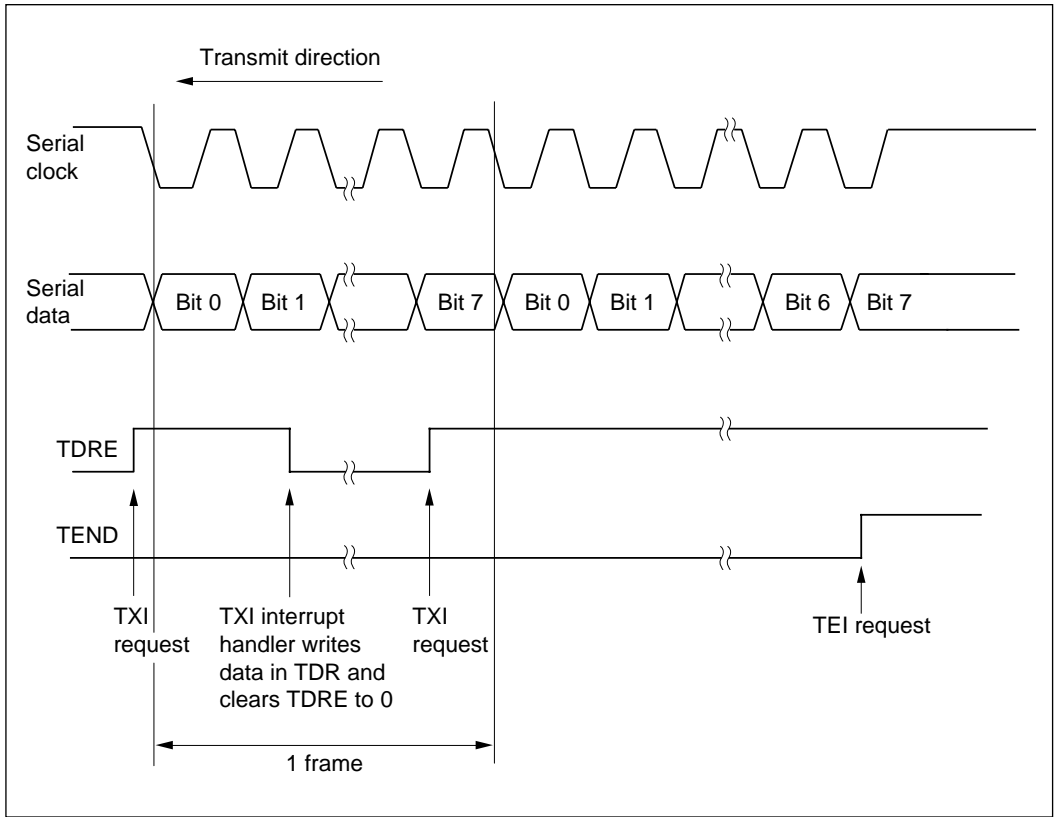 Transmit direction
Serial
clock
Serial
data
Bit 0 Bit 1 Bit 7 Bit 0 Bit 1 Bit 6 Bit 7
TDRE
TEND
TXI
request
TXI interrupt
handler writes
data in TDR and
clears TDRE to 0
TXI
request
TEI request
1 frame